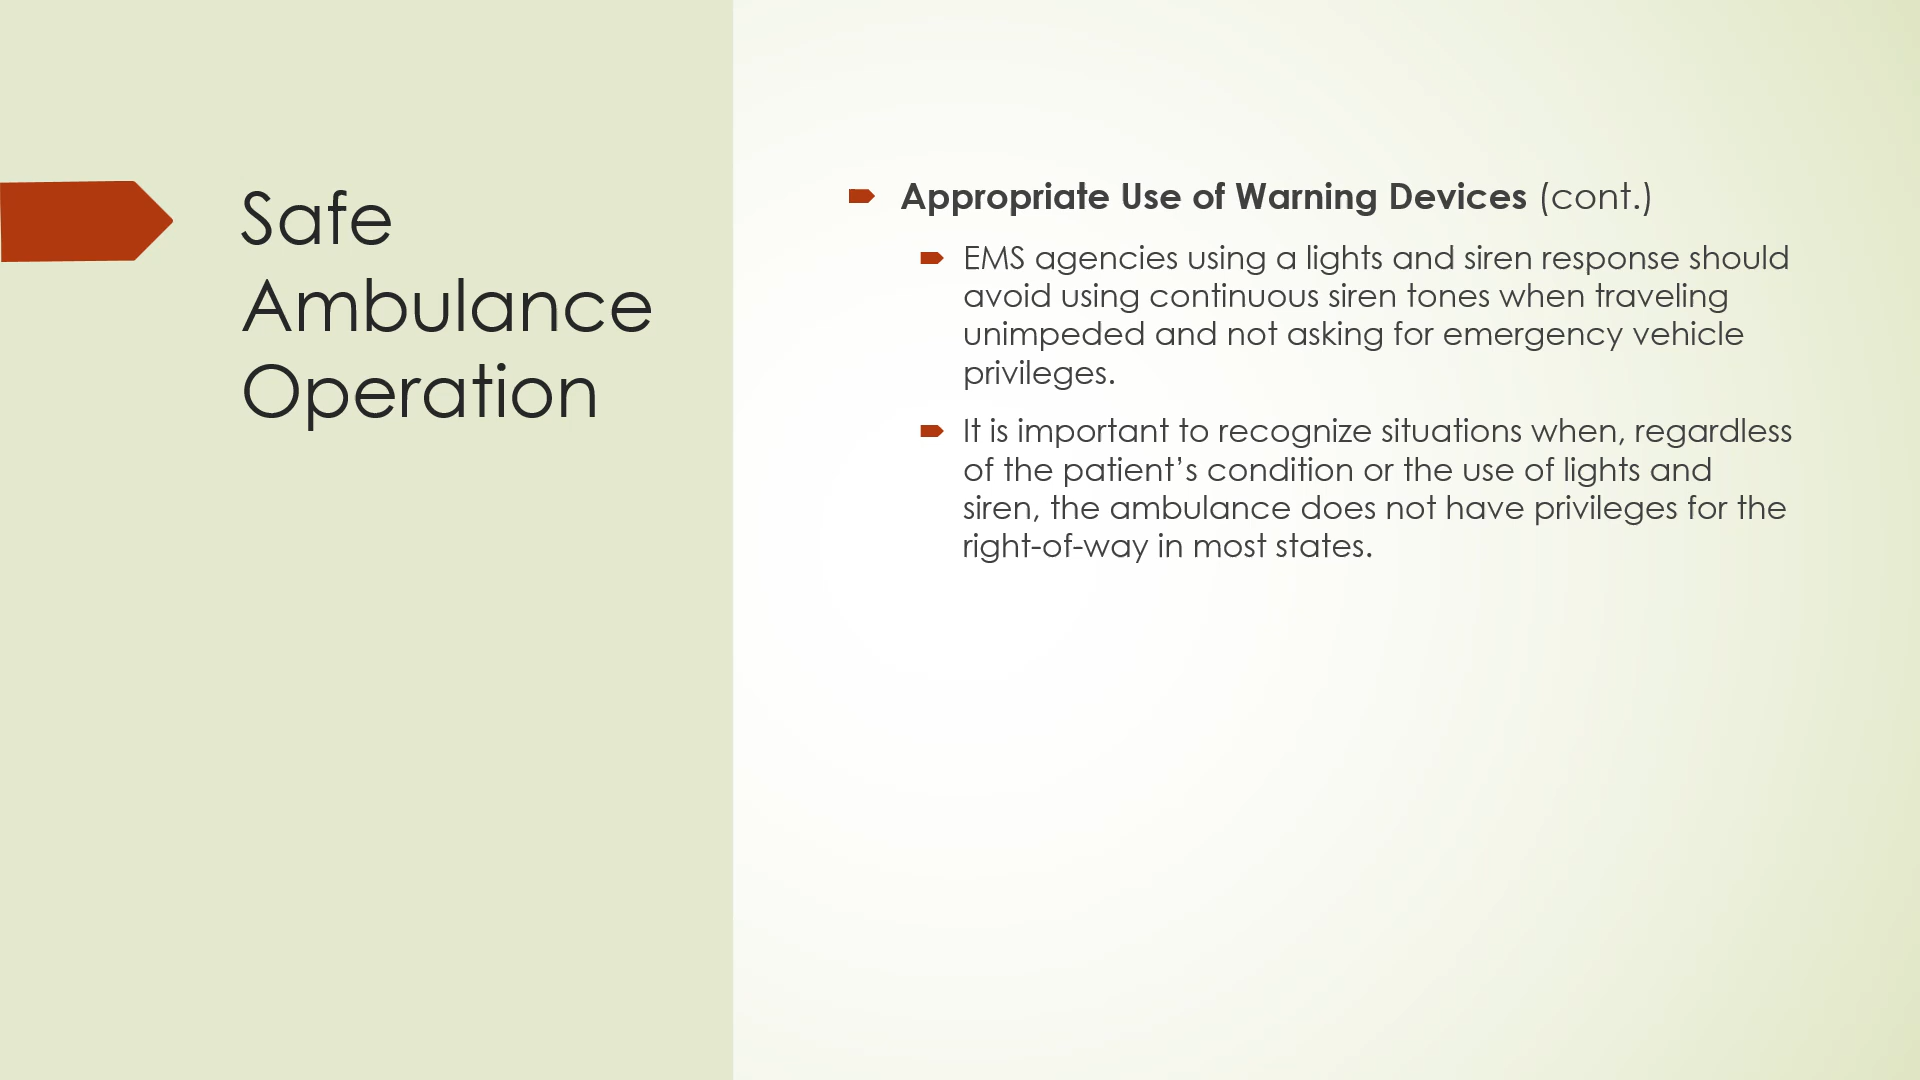 Safe
Ambulance
Operation
Appropriate Use of Warning Devices (cont.)
EMS agencies using a lights and siren response should
avoid using continuous siren tones when traveling
unimpeded and not asking for emergency vehicle
privileges.
It is important to recognize situations when, regardless
of the patient’s condition or the use of lights and
siren, the ambulance does not have privileges for the
right-of-way in most states.